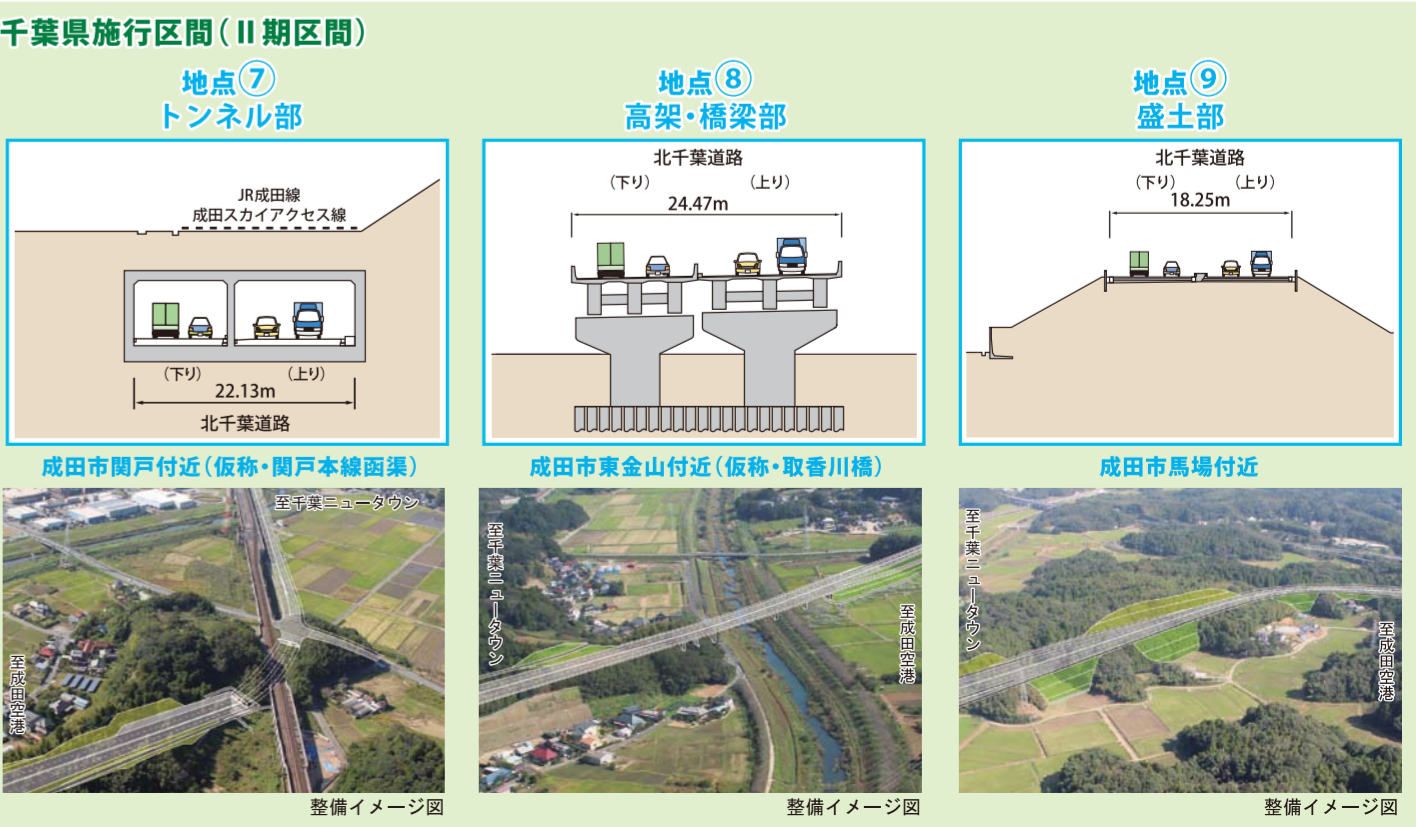 千葉県施行区間(Ⅱ期区間)
地点⑦
トンネル部
JR成田線
成田スカイアクセス線
(下り)
(上り)
22.13m
北千葉道路
成田市関戸付近(仮称・関戸本線函渠)
至千葉ニュータウン
至成田空港
整備イメージ図
地点⑧
高架・橋梁部
北千葉道路
(下り)
(上り)
24.47m
成田市東金山付近(仮称・取香川橋)
至千葉ニュータウン
至成田空港
整備イメージ図
地点⑨
盛土部
北千葉道路
(下り)
(上り)
18.25m
成田市馬場付近
至千葉ニュータウン
至成田空港
整備イメージ図